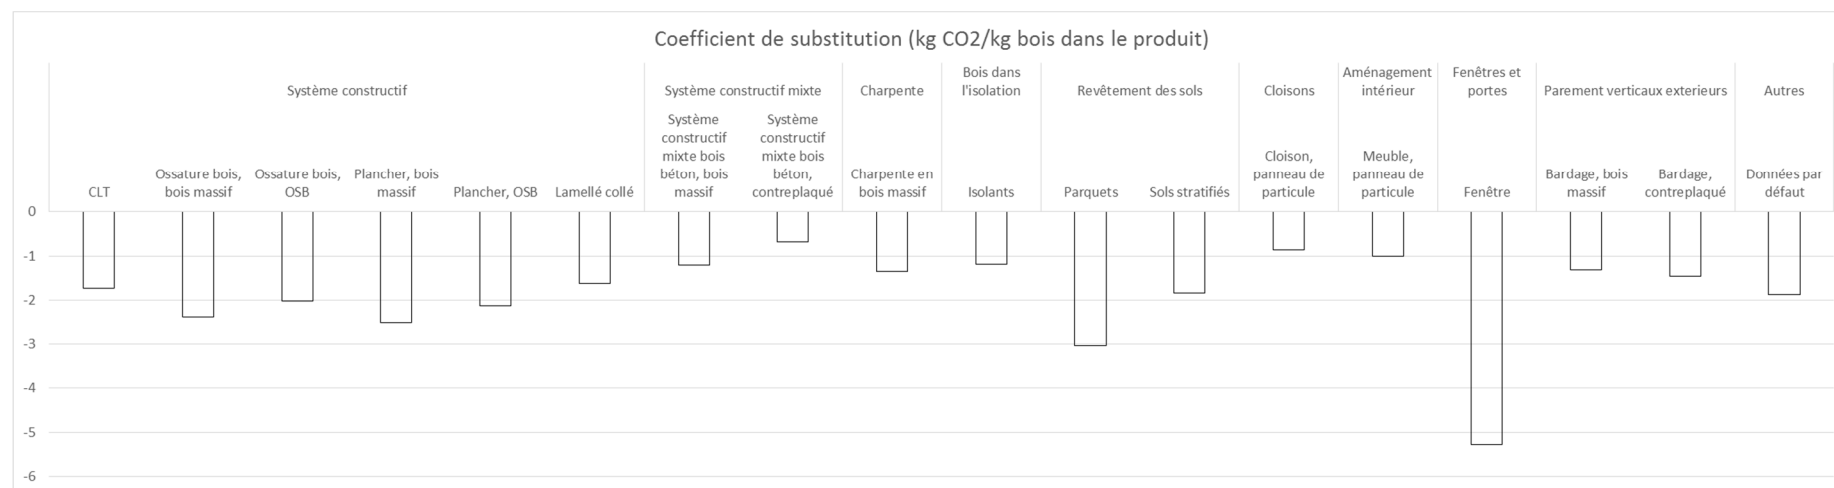 Coefficient de substitution (kg CO2/kg bois dans le produit)
Système constructif
Système constructif mixte
Charpente
Bois dans
l'isolation
Revêtement des sols
Cloisons
Aménagement
intérieur
Fenêtres et
portes
Parement verticaux exterieurs
Autres
CLT
Ossature bois,
bois massif
Ossature bois,
OSB
Plancher, bois
massif
Plancher, OSB
Lamellé collé
Système
constructif
mixte bois
béton, bois
massif
Système
constructif
mixte bois
béton,
contreplaqué
Charpente en
bois massif
Isolants
Parquets
Sols stratifiés
Cloison,
panneau de
particule
Meuble,
panneau de
particule
Fenêtre
Bardage, bois
massif
Bardage,
contreplaqué
Données par
défaut
0
-1
-2
-3
-4
-5
-6